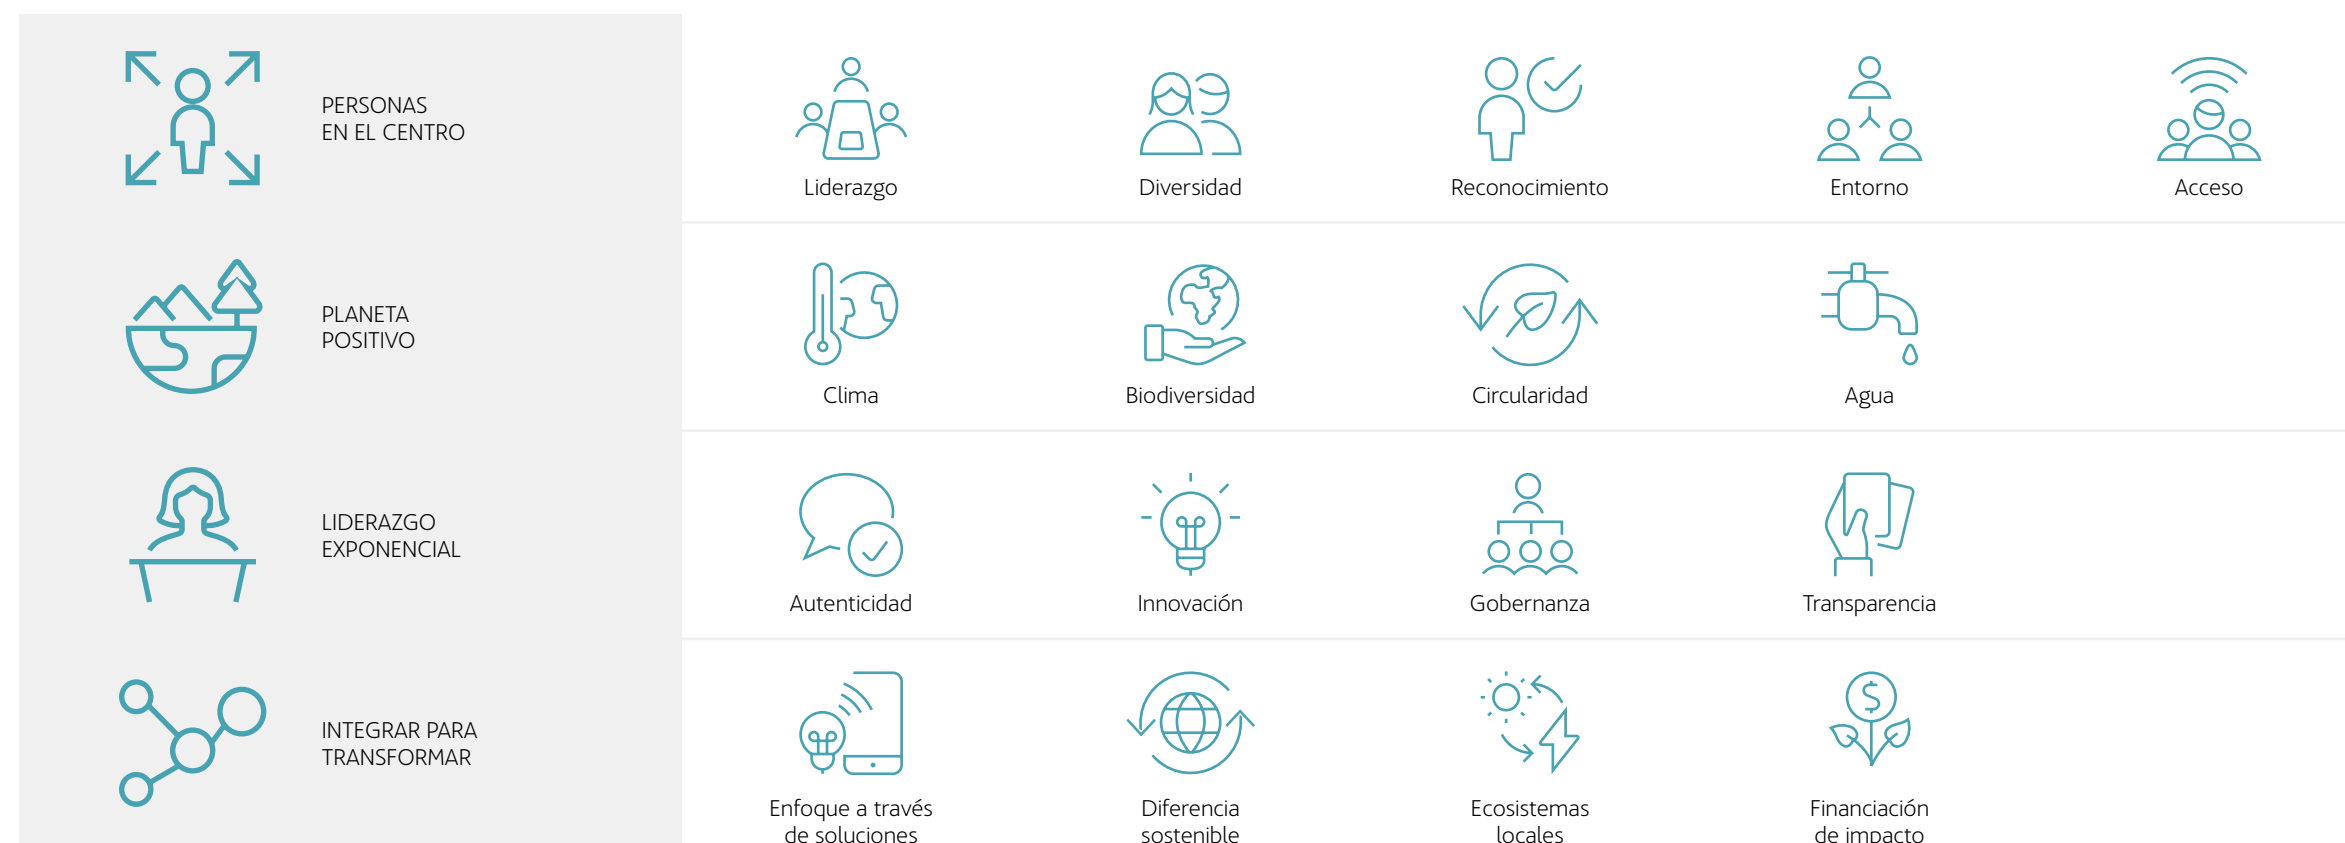 PERSONAS
EN EL CENTRO
Liderazgo
Diversidad
Reconocimiento
Entorno
Acceso
PLANETA
POSITIVO
Clima
Biodiversidad
Circularidad
Agua
LIDERAZGO
EXPONENCIAL
Autenticidad
Innovación
Gobernanza
Transparencia
INTEGRAR PARA
TRANSFORMAR
Enfoque a través
de soluciones
Diferencia
sostenible
Ecosistemas
locales
Financiación
de impacto
$